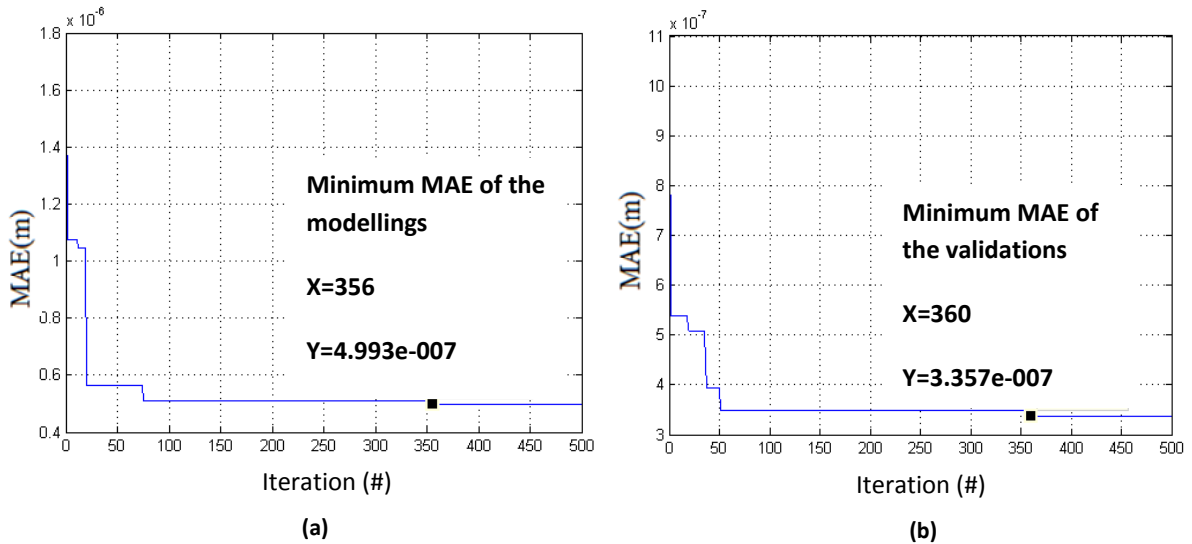 x 10⁻⁶
1.8
1.6
1.4
1.2
1
0.8
0.6
0.4
MAE(m)
Minimum MAE of the
modellings
X=356
Y=4.993e-007
0 50 100 150 200 250 300 350 400 450 500
Iteration (#)
(a)
x 10⁻⁷
11
10
9
8
7
6
5
4
3
MAE(m)
Minimum MAE of
the validations
X=360
Y=3.357e-007
0 50 100 150 200 250 300 350 400 450 500
Iteration (#)
(b)